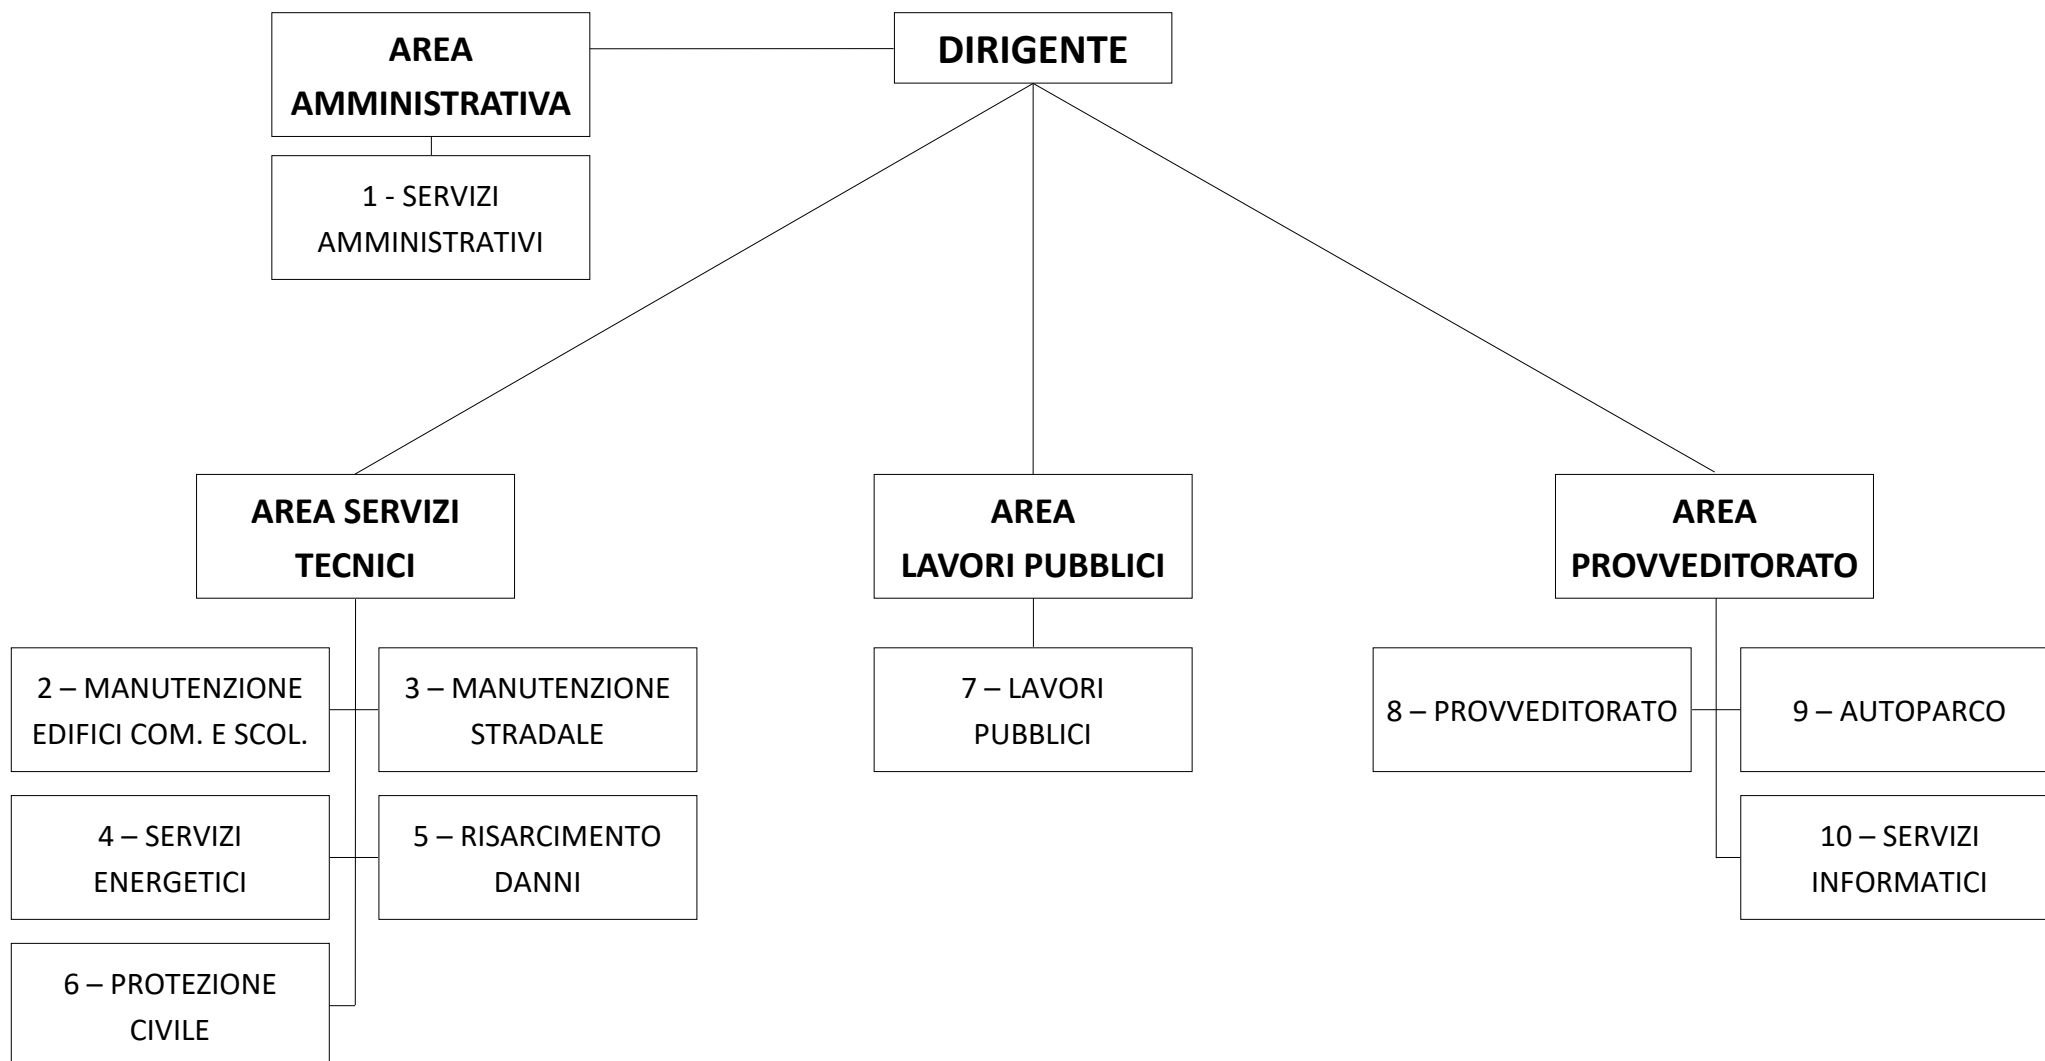 AREA
AMMINISTRATIVA
DIRIGENTE
1 - SERVIZI
AMMINISTRATIVI
AREA SERVIZI
TECNICI
AREA
LAVORI PUBBLICI
AREA
PROVVEDITORATO
2 – MANUTENZIONE
EDIFICI COM. E SCOL.
3 – MANUTENZIONE
STRADALE
7 – LAVORI
PUBBLICI
8 – PROVVEDITORATO
9 – AUTOPARCO
4 – SERVIZI
ENERGETICI
5 – RISARCIMENTO
DANNI
10 – SERVIZI
INFORMATICI
6 – PROTEZIONE
CIVILE